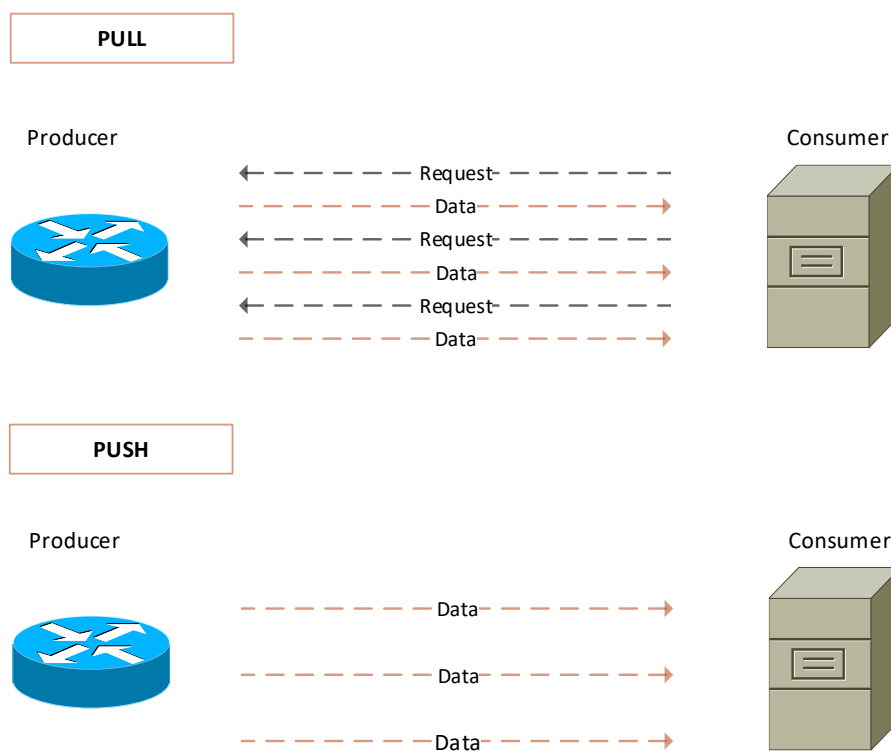 PULL
Producer
Consumer
Request
Data
Request
Data
Request
Data
PUSH
Producer
Consumer
Data
Data
Data